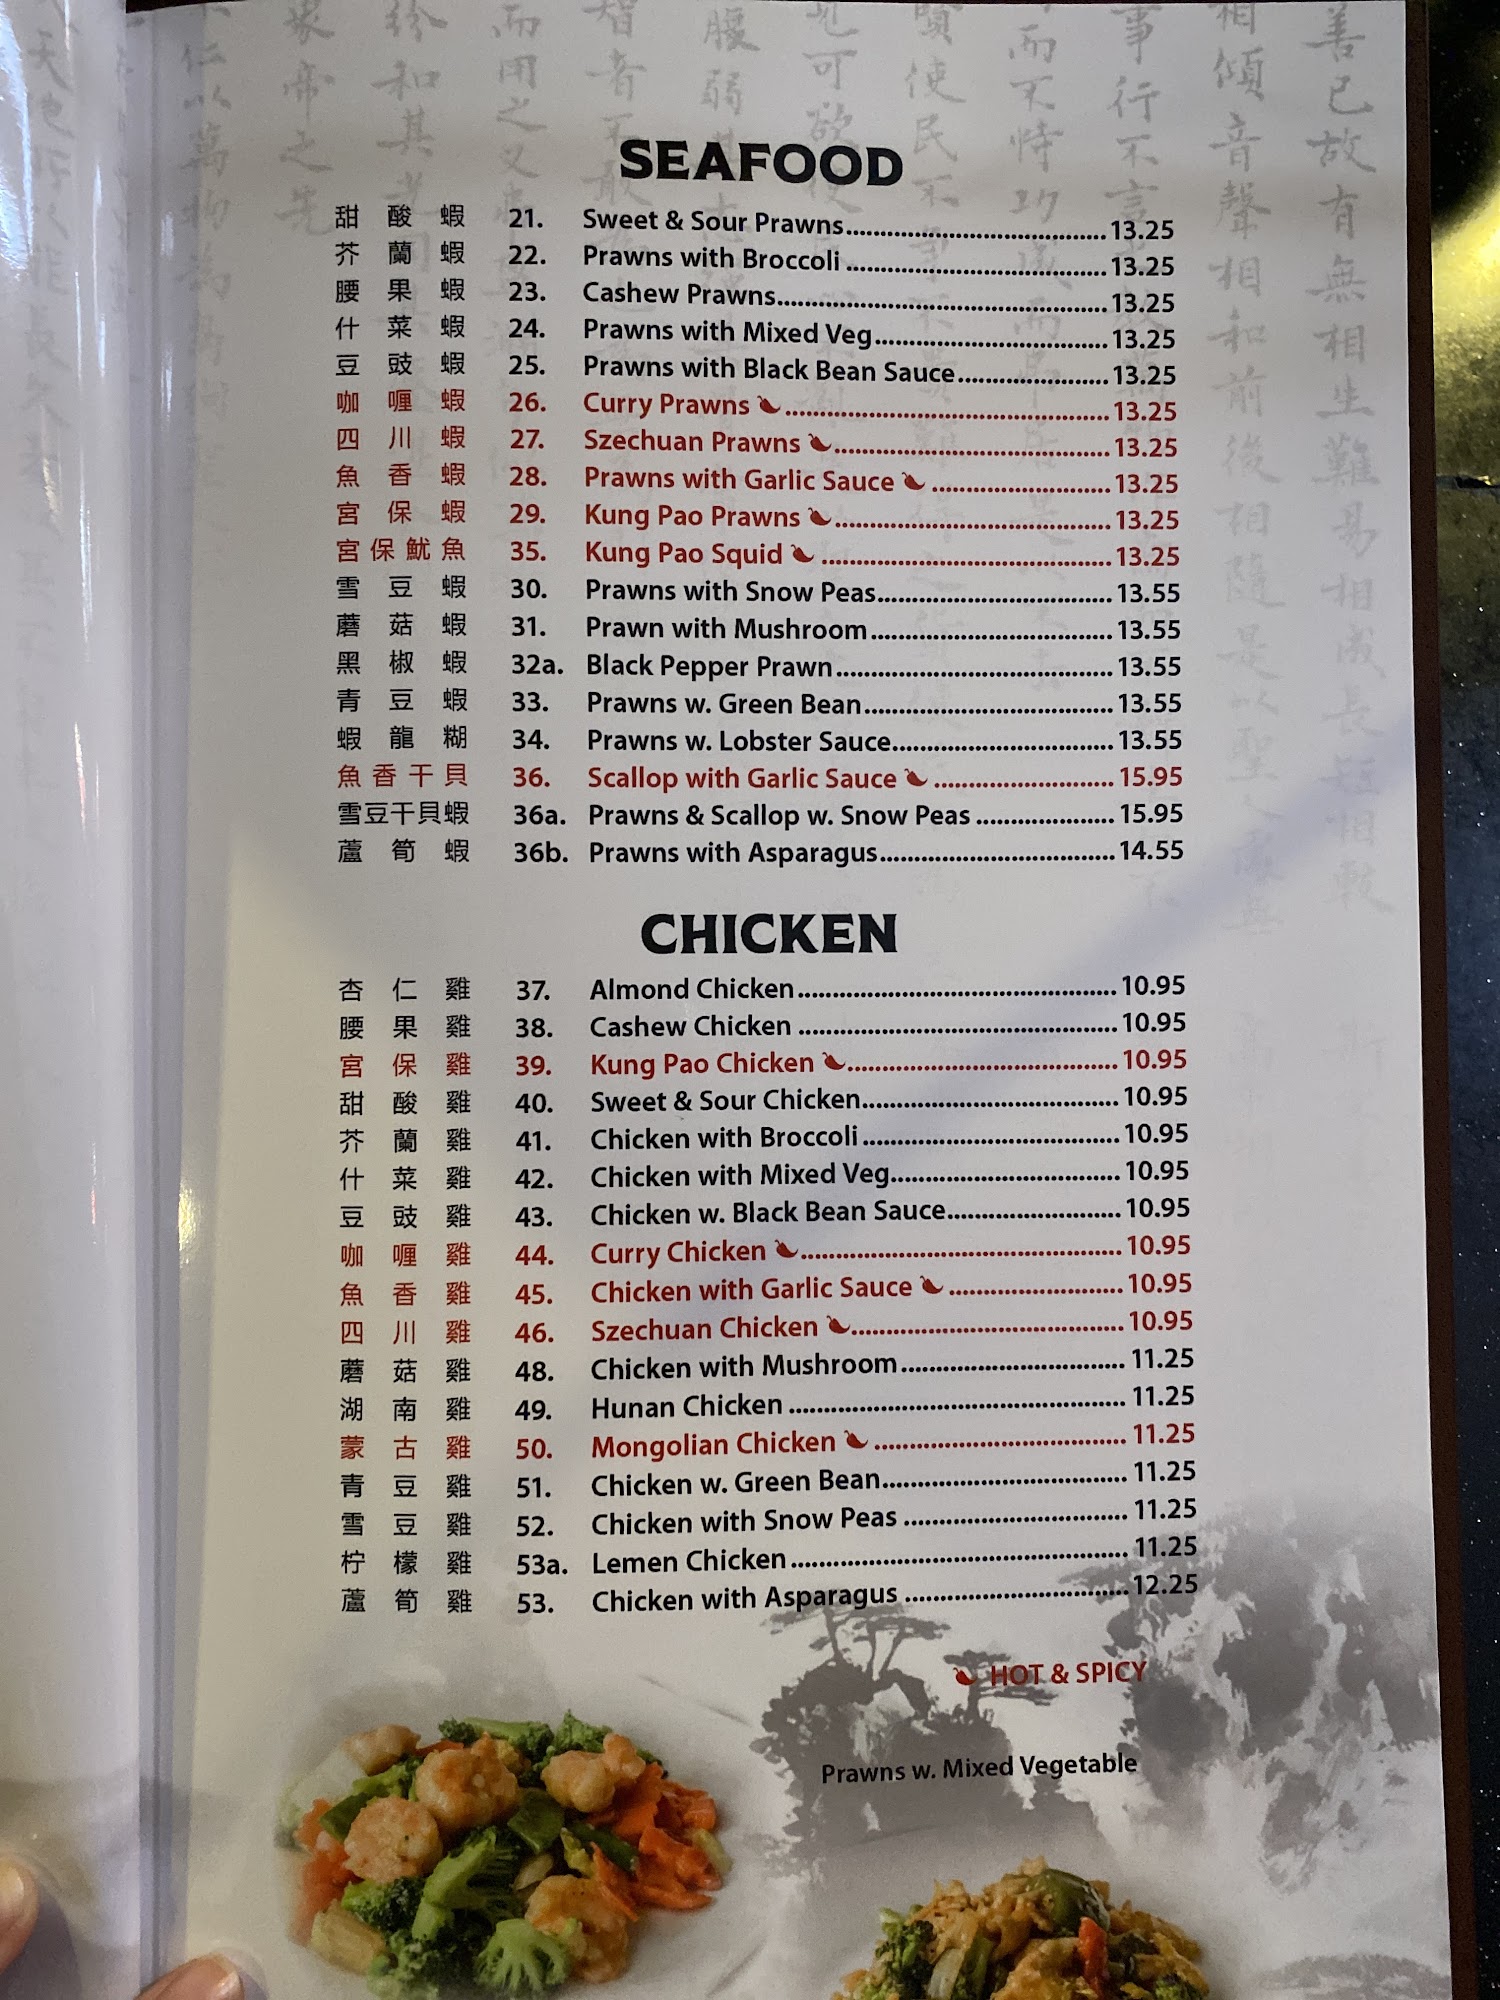 SEAFOOD
甜酸蝦 21. Sweet & Sour Prawns 13.25
芥蘭蝦 22. Prawns with Broccoli 13.25
腰果蝦 23. Cashew Prawns 13.25
什菜蝦 24. Prawns with Mixed Veg 13.25
豆豉蝦 25. Prawns with Black Bean Sauce 13.25
咖喱蝦 26. Curry Prawns 13.25
四川蝦 27. Szechuan Prawns 13.25
魚香蝦 28. Prawns with Garlic Sauce 13.25
宮保蝦 29. Kung Pao Prawns 13.25
宮保魷魚 35. Kung Pao Squid 13.25
雪豆蝦 30. Prawns with Snow Peas 13.55
蘑菇蝦 31. Prawn with Mushroom 13.55
黑椒蝦 32a. Black Pepper Prawn 13.55
青豆蝦 33. Prawns w. Green Bean 13.55
蝦龍糊 34. Prawns w. Lobster Sauce 13.55
魚香干貝 36. Scallop with Garlic Sauce 15.95
雪豆干貝蝦 36a. Prawns & Scallop w. Snow Peas 15.95
蘆筍蝦 36b. Prawns with Asparagus 14.55
CHICKEN
杏仁雞 37. Almond Chicken 10.95
腰果雞 38. Cashew Chicken 10.95
宮保雞 39. Kung Pao Chicken 10.95
甜酸雞 40. Sweet & Sour Chicken 10.95
芥蘭雞 41. Chicken with Broccoli 10.95
什菜雞 42. Chicken with Mixed Veg 10.95
豆豉雞 43. Chicken w. Black Bean Sauce 10.95
咖喱雞 44. Curry Chicken 10.95
魚香雞 45. Chicken with Garlic Sauce 10.95
四川雞 46. Szechuan Chicken 10.95
蘑菇雞 48. Chicken with Mushroom 11.25
湖南雞 49. Hunan Chicken 11.25
蒙古雞 50. Mongolian Chicken 11.25
青豆雞 51. Chicken w. Green Bean 11.25
雪豆雞 52. Chicken with Snow Peas 11.25
柠檬雞 53a. Lemen Chicken 11.25
蘆筍雞 53. Chicken with Asparagus 12.25
HOT & SPICY
Prawns w. Mixed Vegetable